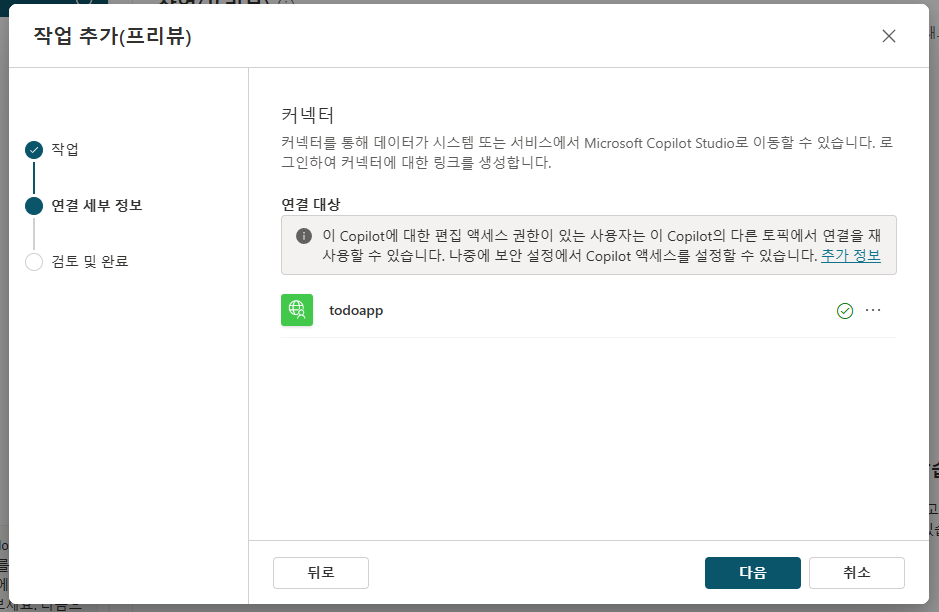 작업 추가(프리뷰)
작업
연결 세부 정보
검토 및 완료
커넥터
커넥터를 통해 데이터가 시스템 또는 서비스에서 Microsoft Copilot Studio로 이동할 수 있습니다. 로
그인하여 커넥터에 대한 링크를 생성합니다.
연결 대상
이 Copilot에 대한 편집 액세스 권한이 있는 사용자는 이 Copilot의 다른 토픽에서 연결을 재
사용할 수 있습니다. 나중에 보안 설정에서 Copilot 액세스를 설정할 수 있습니다. 추가 정보
todoapp
뒤로
다음
취소